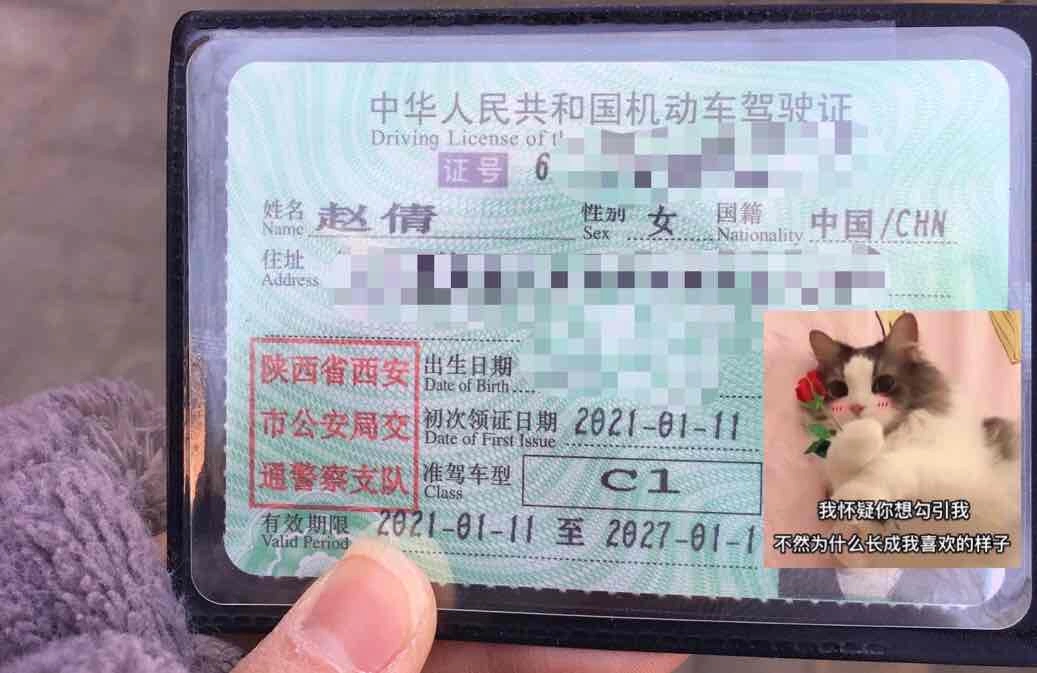 中华人民共和国机动车驾驶证
Driving License of t
证号 6
姓名 赵倩 性别 女 国籍 中国/CHN
Name Sex Nationality
住址
Address
陕西省西安
市公安局交
通警察支队
出生日期
Date of Birth
初次领证日期 2021-01-11
Date of First Issue
准驾车型 C1
Class
有效期限 2021-01-11 至 2027-01-1
Valid Period
我怀疑你想勾引我
不然为什么长成我喜欢的样子